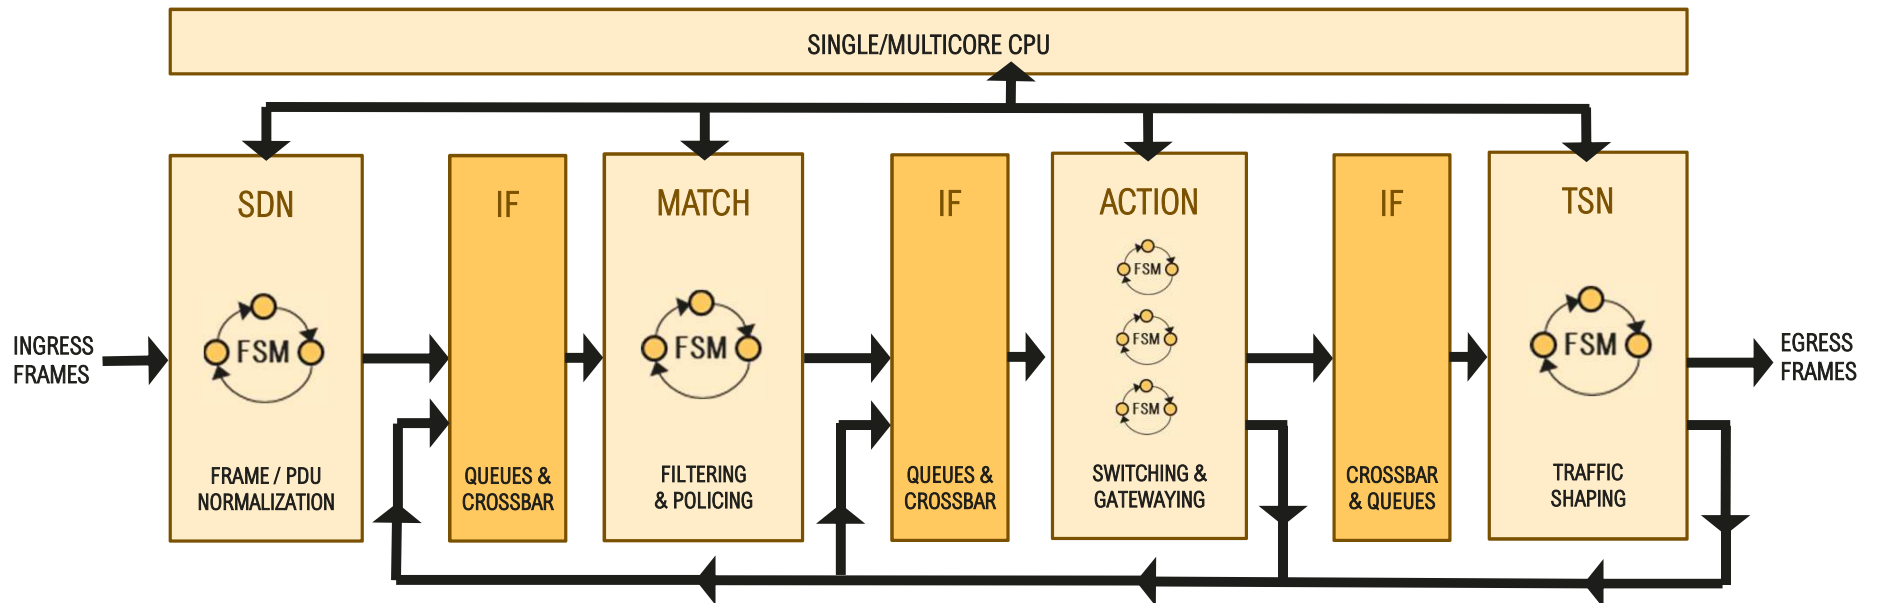 SINGLE/MULTICORE CPU
INGRESS
FRAMES
SDN
FSM
FRAME / PDU
NORMALIZATION
IF
QUEUES &
CROSSBAR
MATCH
FSM
FILTERING
& POLICING
IF
QUEUES &
CROSSBAR
ACTION
FSM
FSM
FSM
SWITCHING &
GATEWAYING
IF
CROSSBAR
& QUEUES
TSN
FSM
TRAFFIC
SHAPING
EGRESS
FRAMES